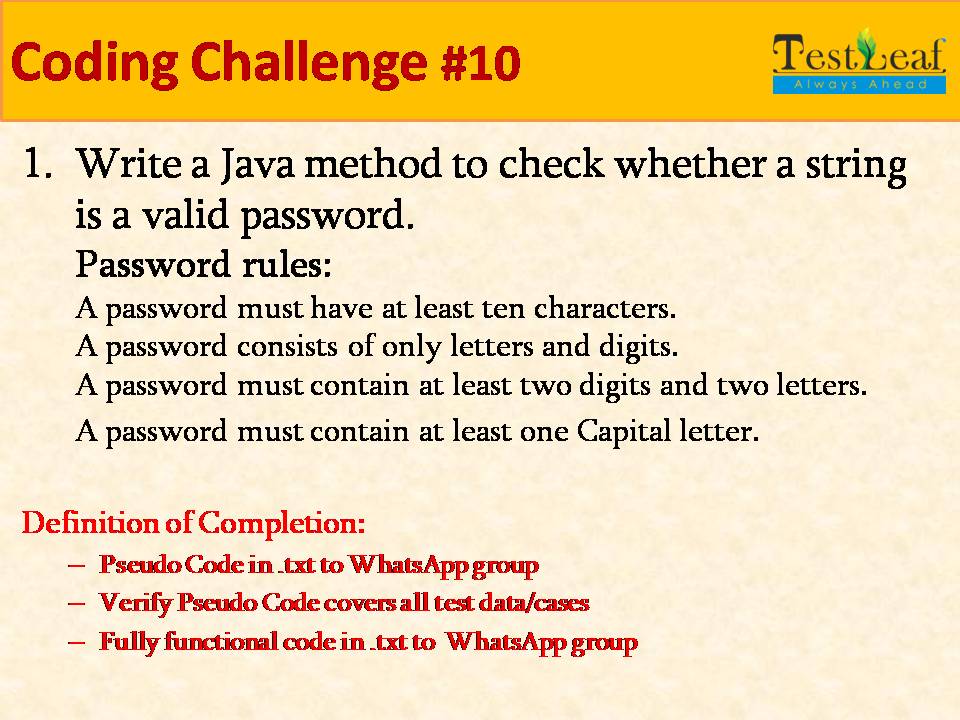 Coding Challenge #10
TestLeaf
Always Ahead
1. Write a Java method to check whether a string
is a valid password.
Password rules:
A password must have at least ten characters.
A password consists of only letters and digits.
A password must contain at least two digits and two letters.
A password must contain at least one Capital letter.
Definition of Completion:
– Pseudo Code in .txt to WhatsApp group
– Verify Pseudo Code covers all test data/cases
– Fully functional code in .txt to WhatsApp group